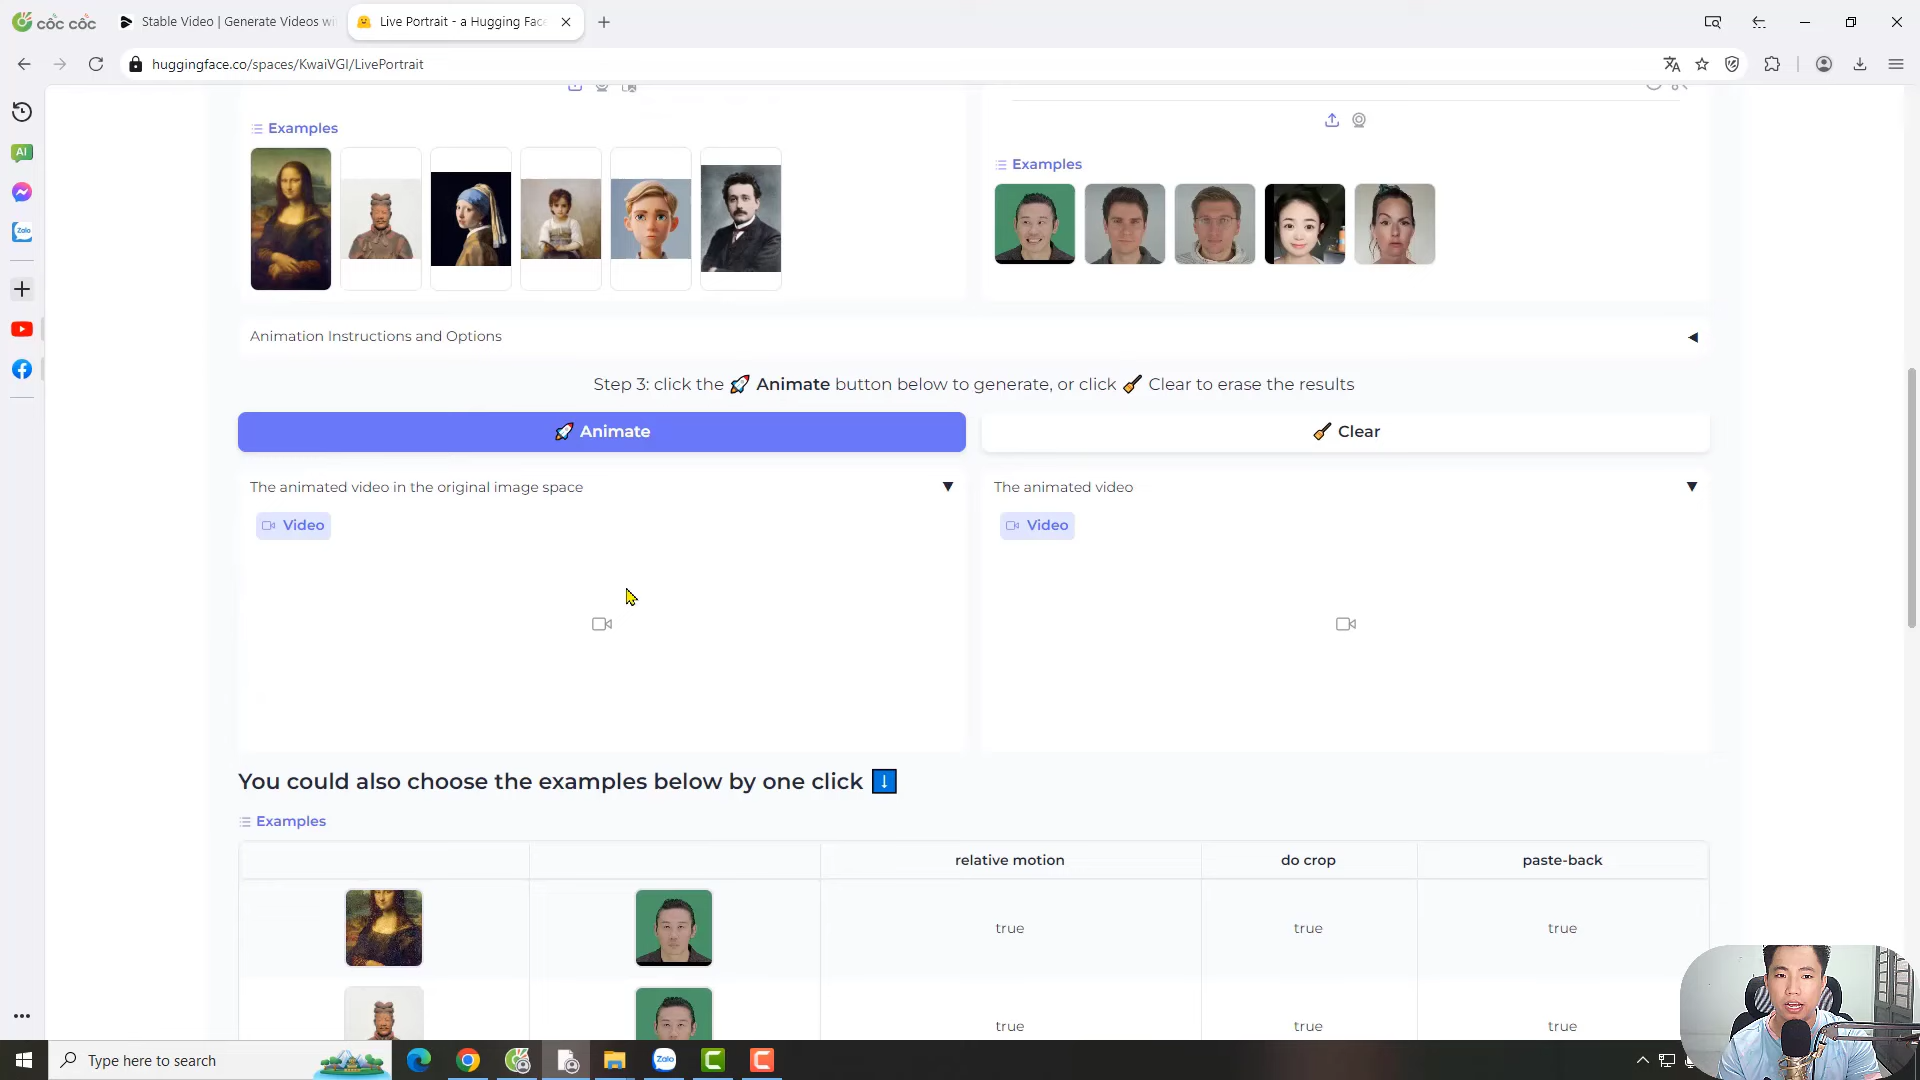 cốc cốc
Stable Video | Generate Videos wi
Live Portrait - a Hugging Face
huggingface.co/spaces/KwaiVGI/LivePortrait
AI
Zalo
Examples
Examples
Animation Instructions and Options
Step 3: click the 🚀 Animate button below to generate, or click 🧹 Clear to erase the results
🚀 Animate
🧹 Clear
The animated video in the original image space
The animated video
Video
Video
You could also choose the examples below by one click ⬇️
Examples
relative motion
do crop
paste-back
true
true
true
true
true
true
Type here to search
Zalo